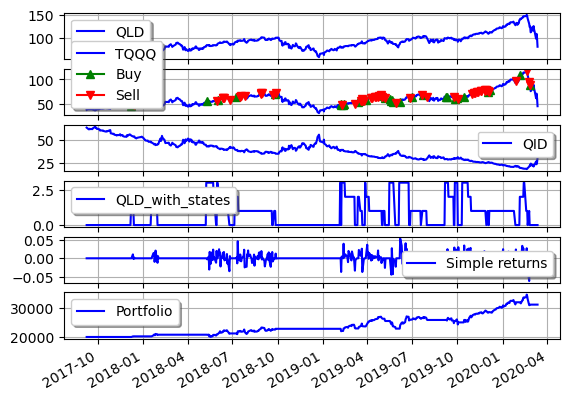 150
QLD
100
TQQQ
100
Buy
50
Sell
50
QID
25
2.5
QLD_with_states
0.0
0.05
0.00
Simple returns
−0.05
30000
Portfolio
20000
2017-10 2018-01 2018-04 2018-07 2018-10 2019-01 2019-04 2019-07 2019-10 2020-01 2020-04